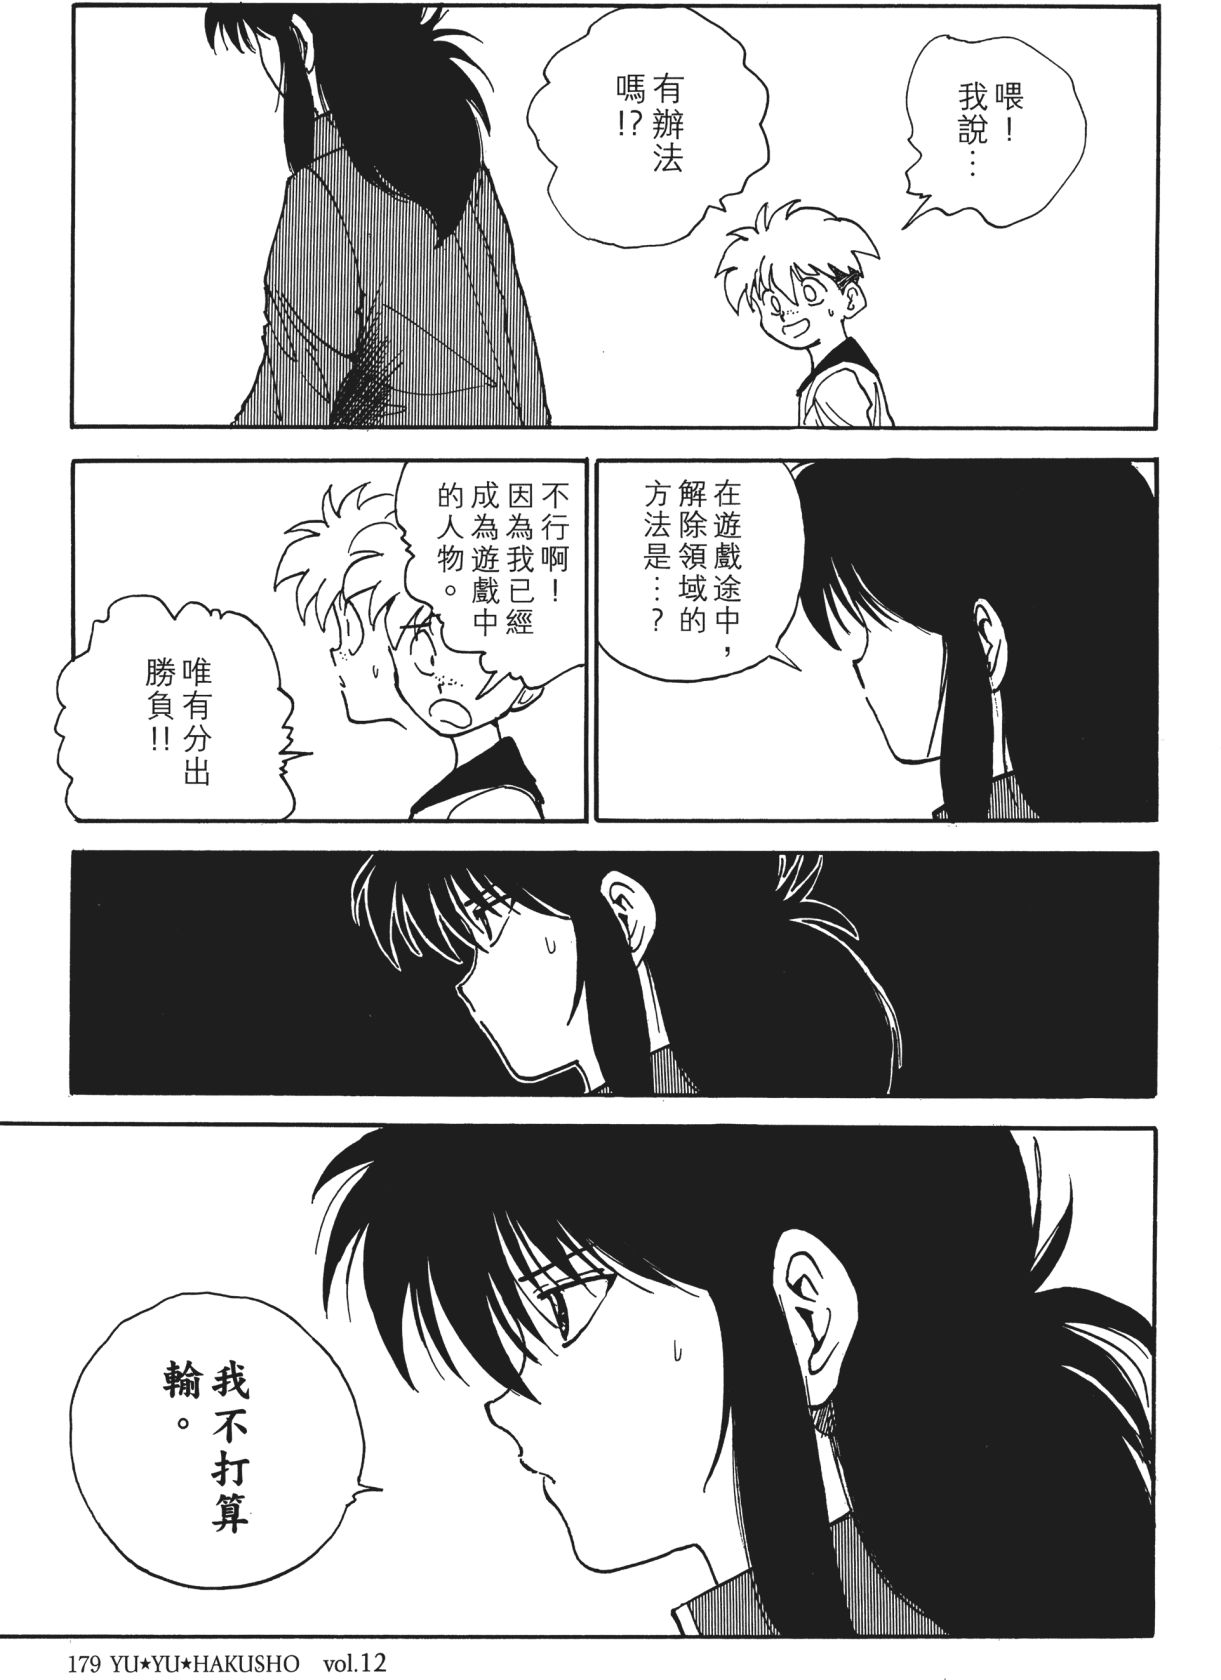 喂！
我說…
有辦法
嗎!?
在遊戲途中，
解除領域的
方法是…？
不行啊！
因為我已經
成為遊戲中
的人物。
唯有分出
勝負!!
我不打算
輸。
179 YU★YU★HAKUSHO vol.12